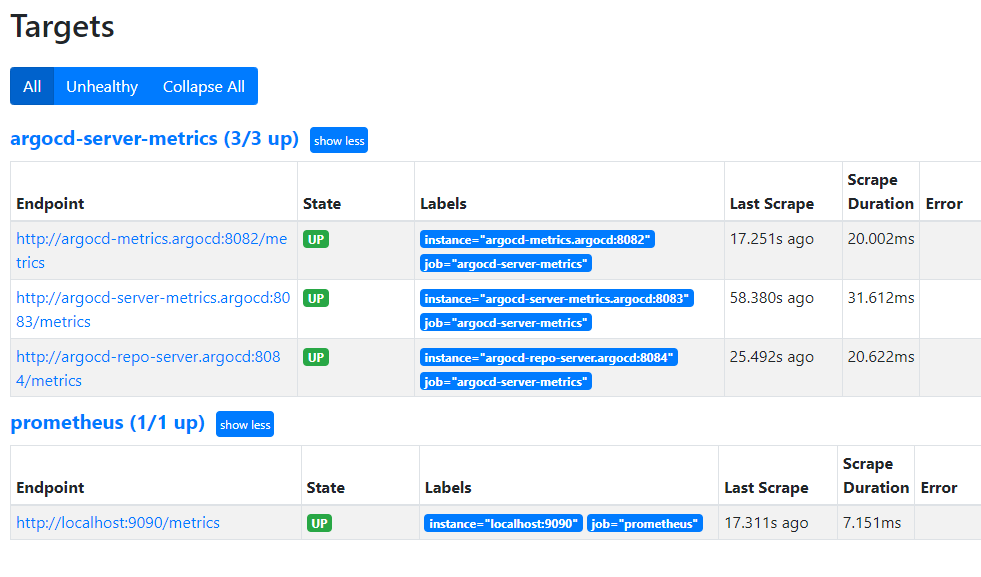 Targets
All Unhealthy Collapse All
argocd-server-metrics (3/3 up) show less
Endpoint State Labels Last Scrape Scrape Duration Error
http://argocd-metrics.argocd:8082/me
trics
UP
instance="argocd-metrics.argocd:8082"
job="argocd-server-metrics"
17.251s ago
20.002ms
http://argocd-server-metrics.argocd:80
83/metrics
UP
instance="argocd-server-metrics.argocd:8083"
job="argocd-server-metrics"
58.380s ago
31.612ms
http://argocd-repo-server.argocd:808
4/metrics
UP
instance="argocd-repo-server.argocd:8084"
job="argocd-server-metrics"
25.492s ago
20.622ms
prometheus (1/1 up) show less
Endpoint State Labels Last Scrape Scrape Duration Error
http://localhost:9090/metrics UP instance="localhost:9090" job="prometheus" 17.311s ago 7.151ms